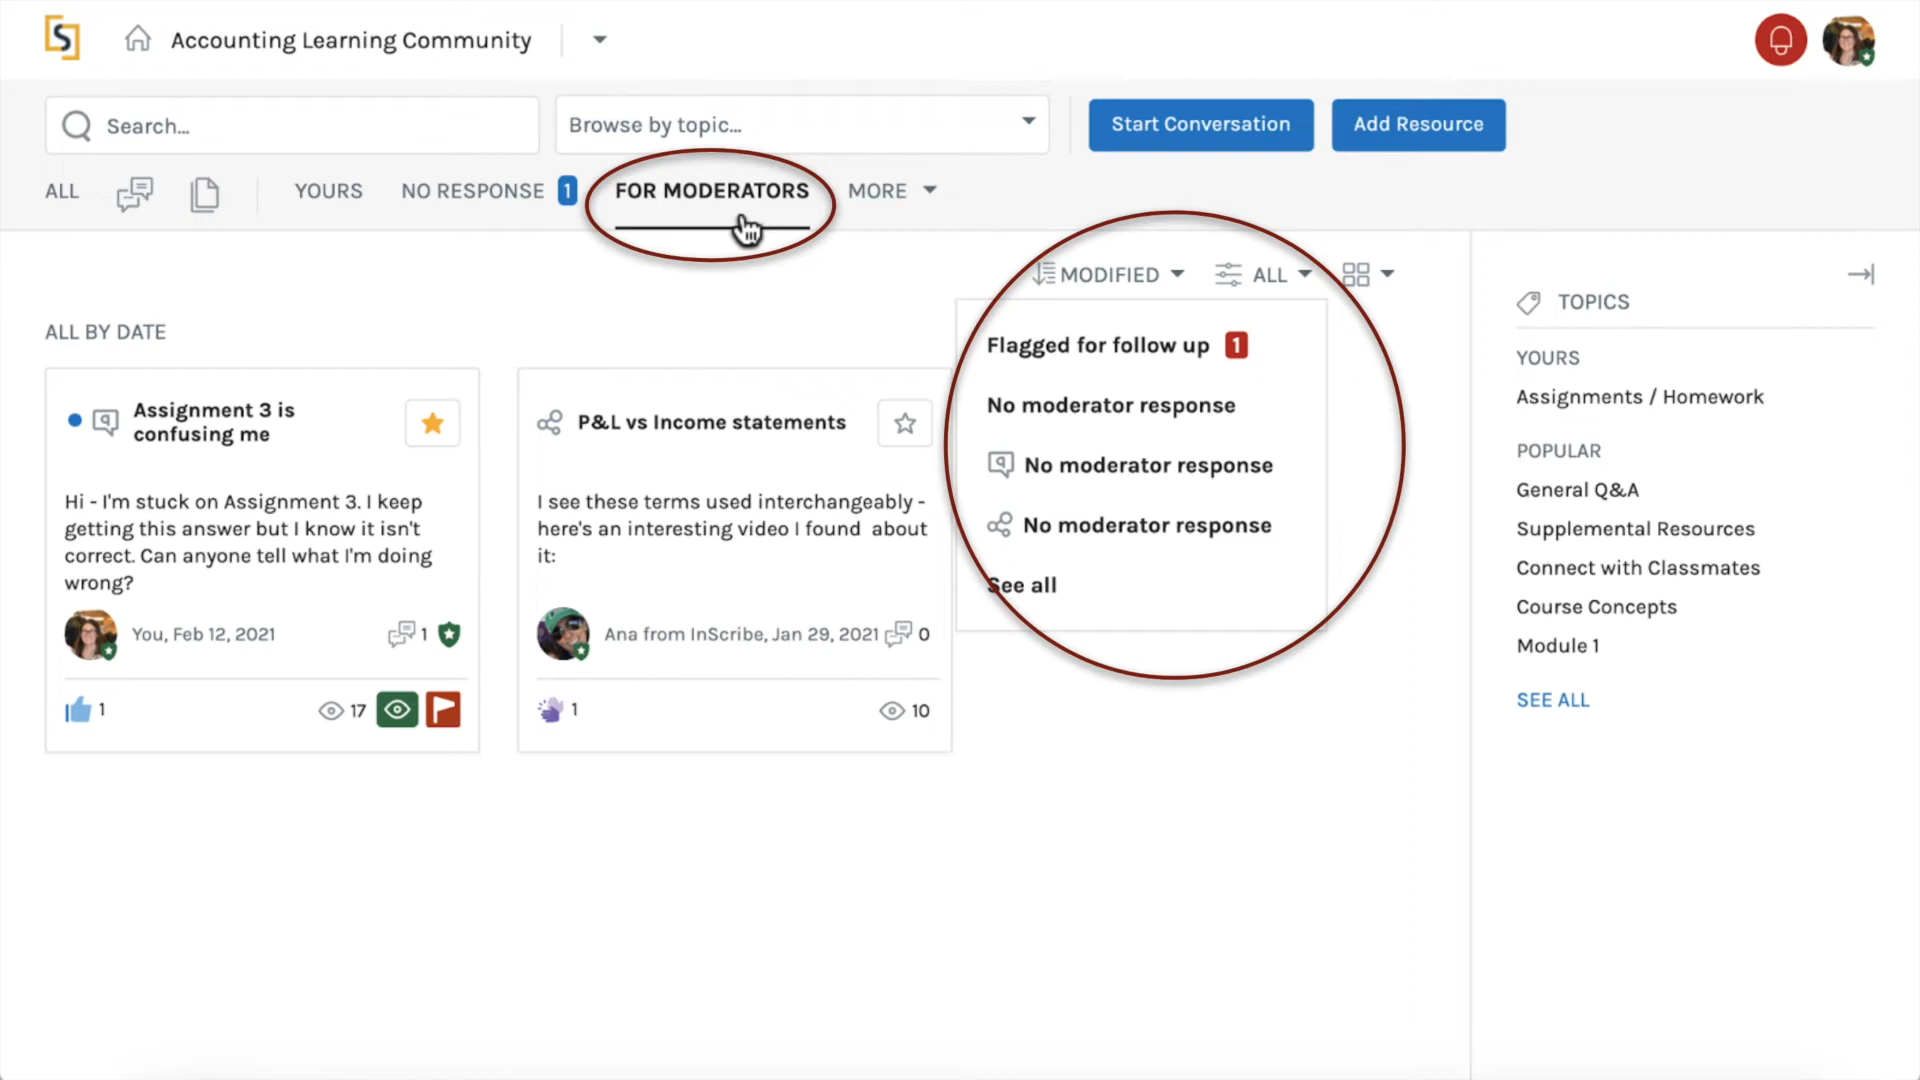 Accounting Learning Community
Search...
Browse by topic...
Start Conversation
Add Resource
ALL
YOURS
NO RESPONSE 1
FOR MODERATORS
MORE
MODIFIED
ALL
ALL BY DATE
Assignment 3 is
confusing me
Hi - I'm stuck on Assignment 3. I keep
getting this answer but I know it isn't
correct. Can anyone tell what I'm doing
wrong?
You, Feb 12, 2021
1
1
17
P&L vs Income statements
I see these terms used interchangeably -
here's an interesting video I found about
it:
Ana from InScribe, Jan 29, 2021
0
1
10
Flagged for follow up 1
No moderator response
No moderator response
No moderator response
See all
TOPICS
YOURS
Assignments / Homework
POPULAR
General Q&A
Supplemental Resources
Connect with Classmates
Course Concepts
Module 1
SEE ALL